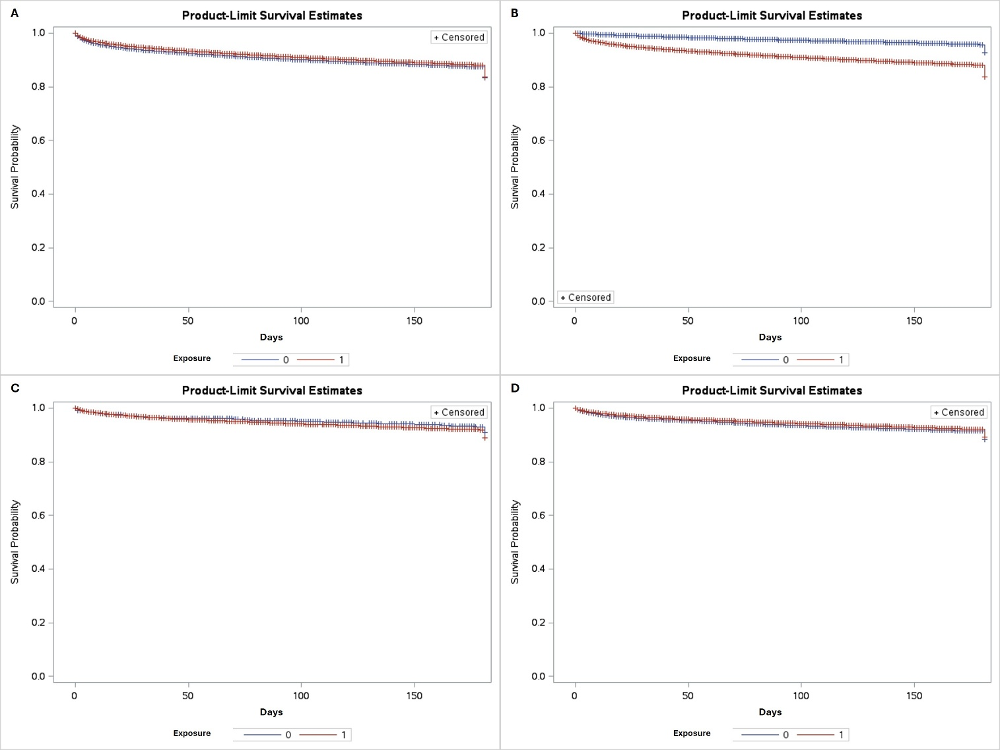 A
Product-Limit Survival Estimates
+ Censored
1.0
0.8
0.6
0.4
0.2
0.0
Survival Probability
0 50 100 150
Days
Exposure 0 1
B
Product-Limit Survival Estimates
1.0
0.8
0.6
0.4
0.2
0.0
Survival Probability
+ Censored
0 50 100 150
Days
Exposure 0 1
C
Product-Limit Survival Estimates
+ Censored
1.0
0.8
0.6
0.4
0.2
0.0
Survival Probability
0 50 100 150
Days
Exposure 0 1
D
Product-Limit Survival Estimates
+ Censored
1.0
0.8
0.6
0.4
0.2
0.0
Survival Probability
0 50 100 150
Days
Exposure 0 1